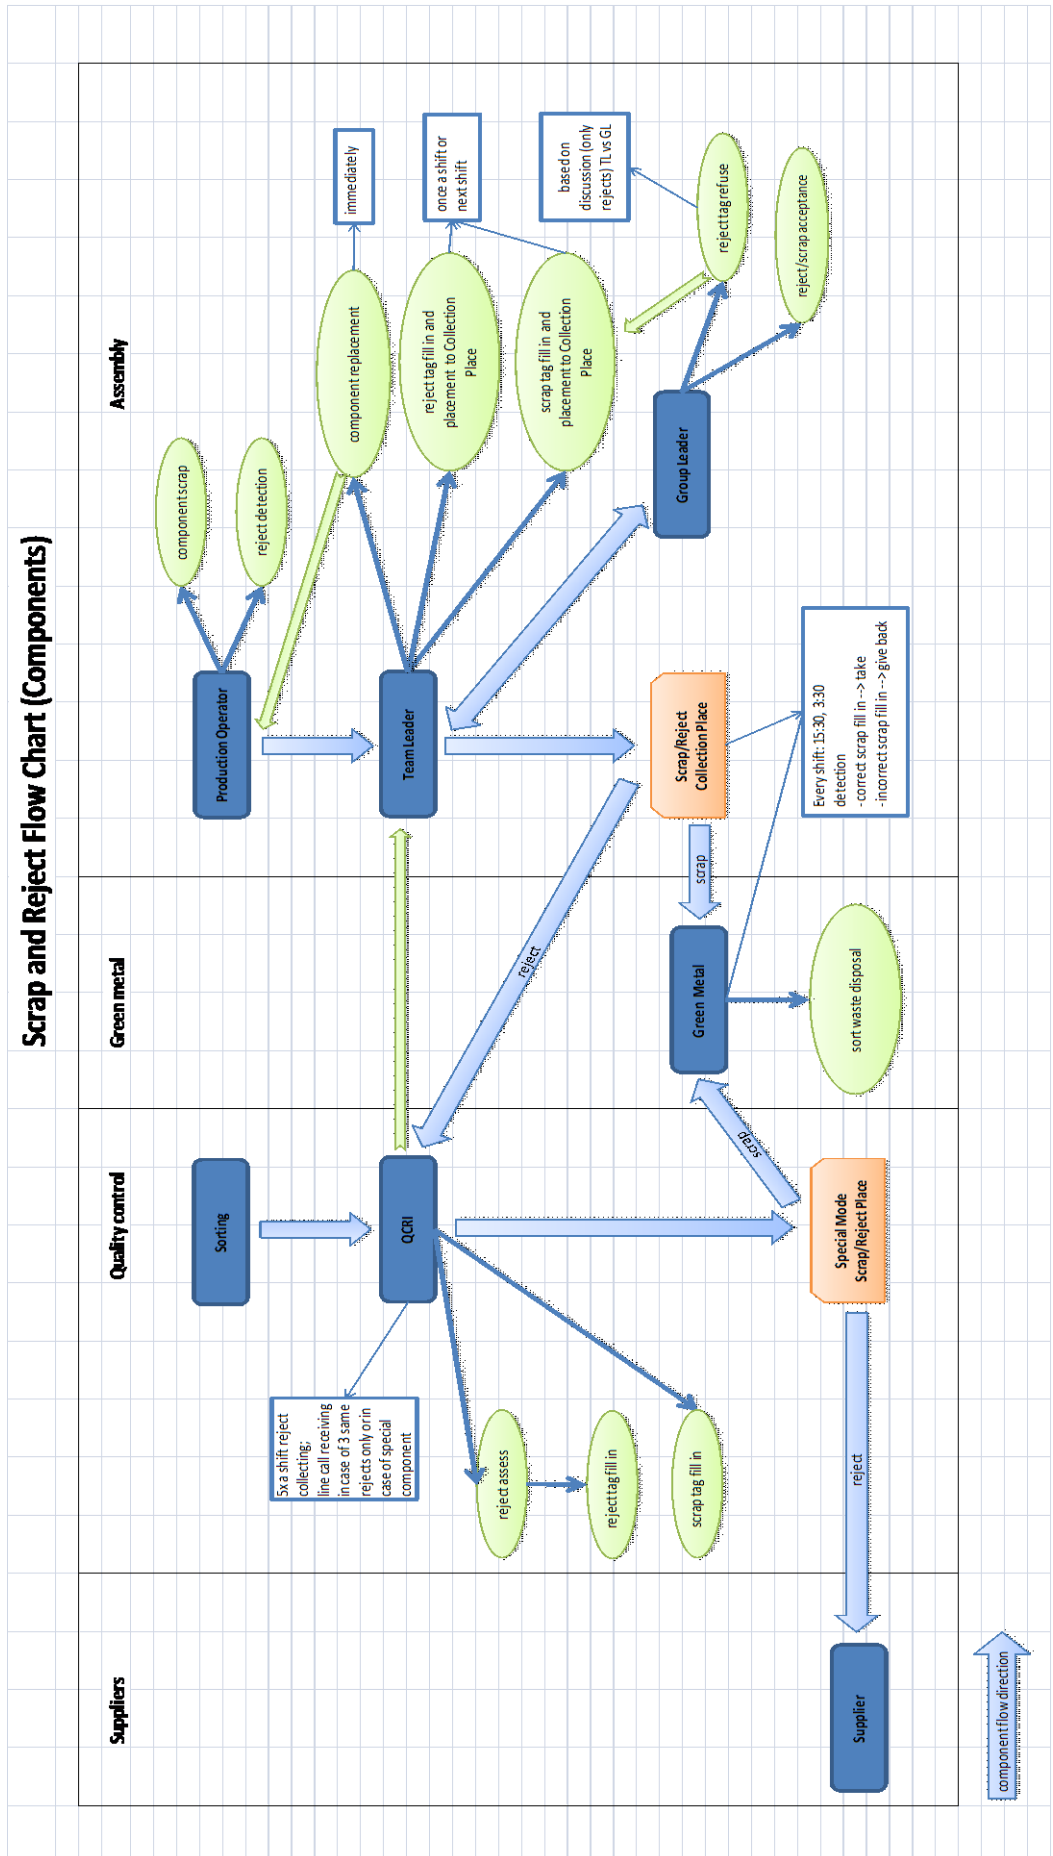 Scrap and Reject Flow Chart (Components)
Suppliers
Quality control
Green metal
Assembly
Sorting
Production Operator
component scrap
reject detection
5x a shift reject
collecting;
line call receiving
in case of 3 same
rejects only or in
case of special
component
QCRI
Team Leader
component replacement
immediately
reject tag fill in and
placement to Collection
Place
once a shift or
next shift
scrap tag fill in and
placement to Collection
Place
reject assess
reject tag fill in
scrap tag fill in
reject
Scrap/Reject
Collection Place
scrap
Green Metal
Group Leader
based on
discussion (only
rejects) TL vs GL
reject tag refuse
reject/scrap acceptance
Every shift: 15:30, 3:30
detection
- correct scrap fill in --> take
- incorrect scrap fill in --> give back
scrap
sort waste disposal
Special Mode
Scrap/Reject Place
reject
Supplier
component flow direction